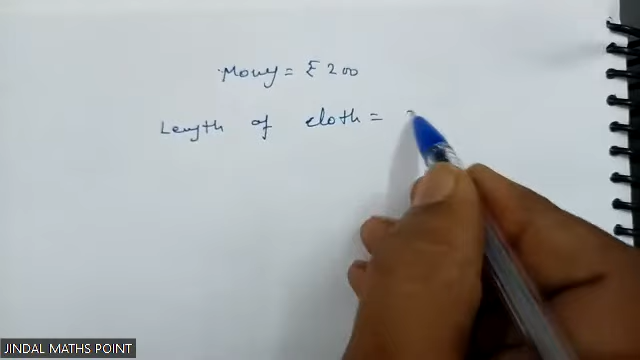 Money = ₹ 200
Length of cloth =
JINDAL MATHS POINT